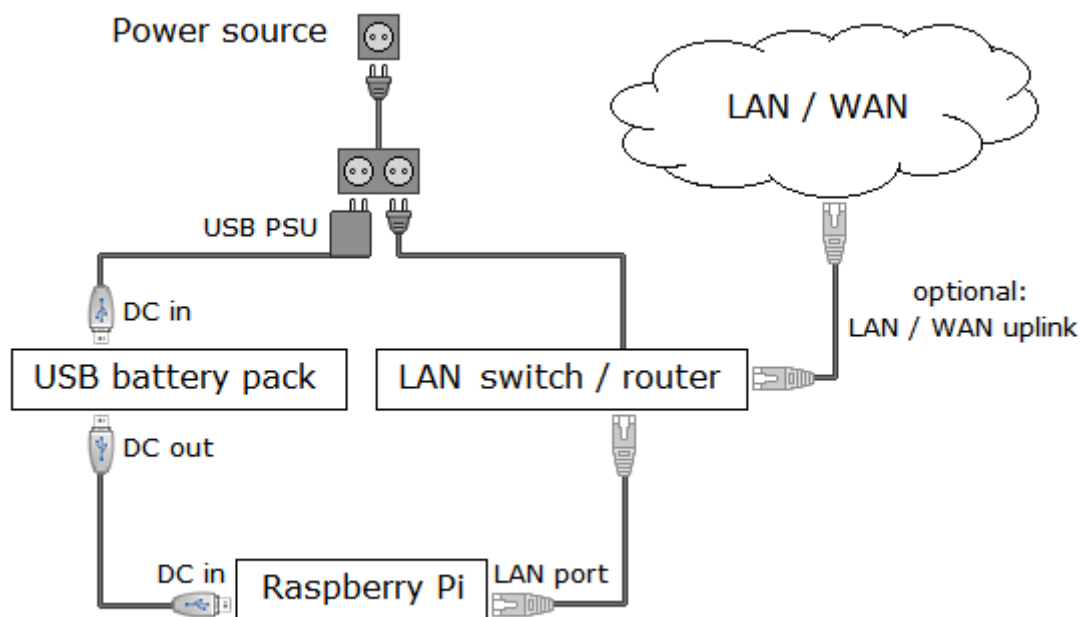 Power source
LAN / WAN
USB PSU
DC in
optional:
LAN / WAN uplink
USB battery pack
LAN switch / router
DC out
DC in
Raspberry Pi
LAN port